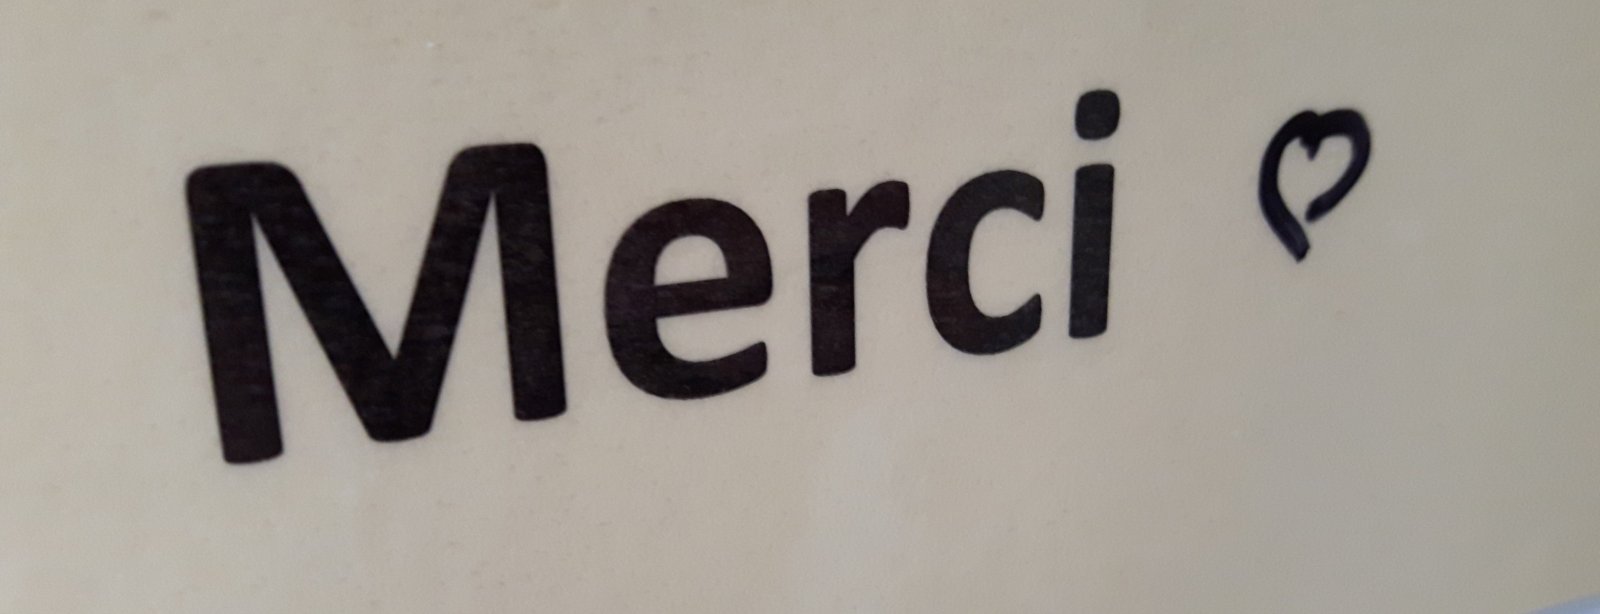 Merci ♡